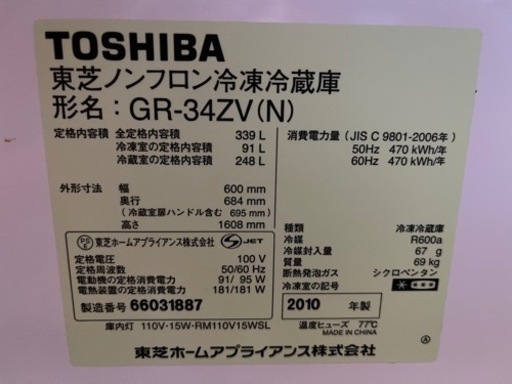 TOSHIBA
東芝ノンフロン冷凍冷蔵庫
形名：GR-34ZV(N)
定格内容積 全定格内容積 339 L
冷凍室の定格内容積 91 L
冷蔵室の定格内容積 248 L
消費電力量 (JIS C 9801-2006年)
50Hz 470 kWh/年
60Hz 470 kWh/年
外形寸法 幅 600 mm
奥行 684 mm
(冷蔵室扉ハンドル含む 695 mm)
高さ 1608 mm
PS E 東芝ホームアプライアンス株式会社 S JET
定格電圧 100 V
定格周波数 50/60 Hz
電動機の定格消費電力 91/ 95 W
電熱装置の定格消費電力 181/181 W
製造番号 66031887
種類 冷凍冷蔵庫
冷媒 R600a
冷媒封入量 67 g
質量 69 kg
断熱発泡ガス シクロペンタン
冷凍室の記号 * ***
2010 年製
庫内灯 110V･15W-RM110V15WSL
温度ヒューズ 77℃
MADE IN CHINA
Ⓐ
東芝ホームアプライアンス株式会社